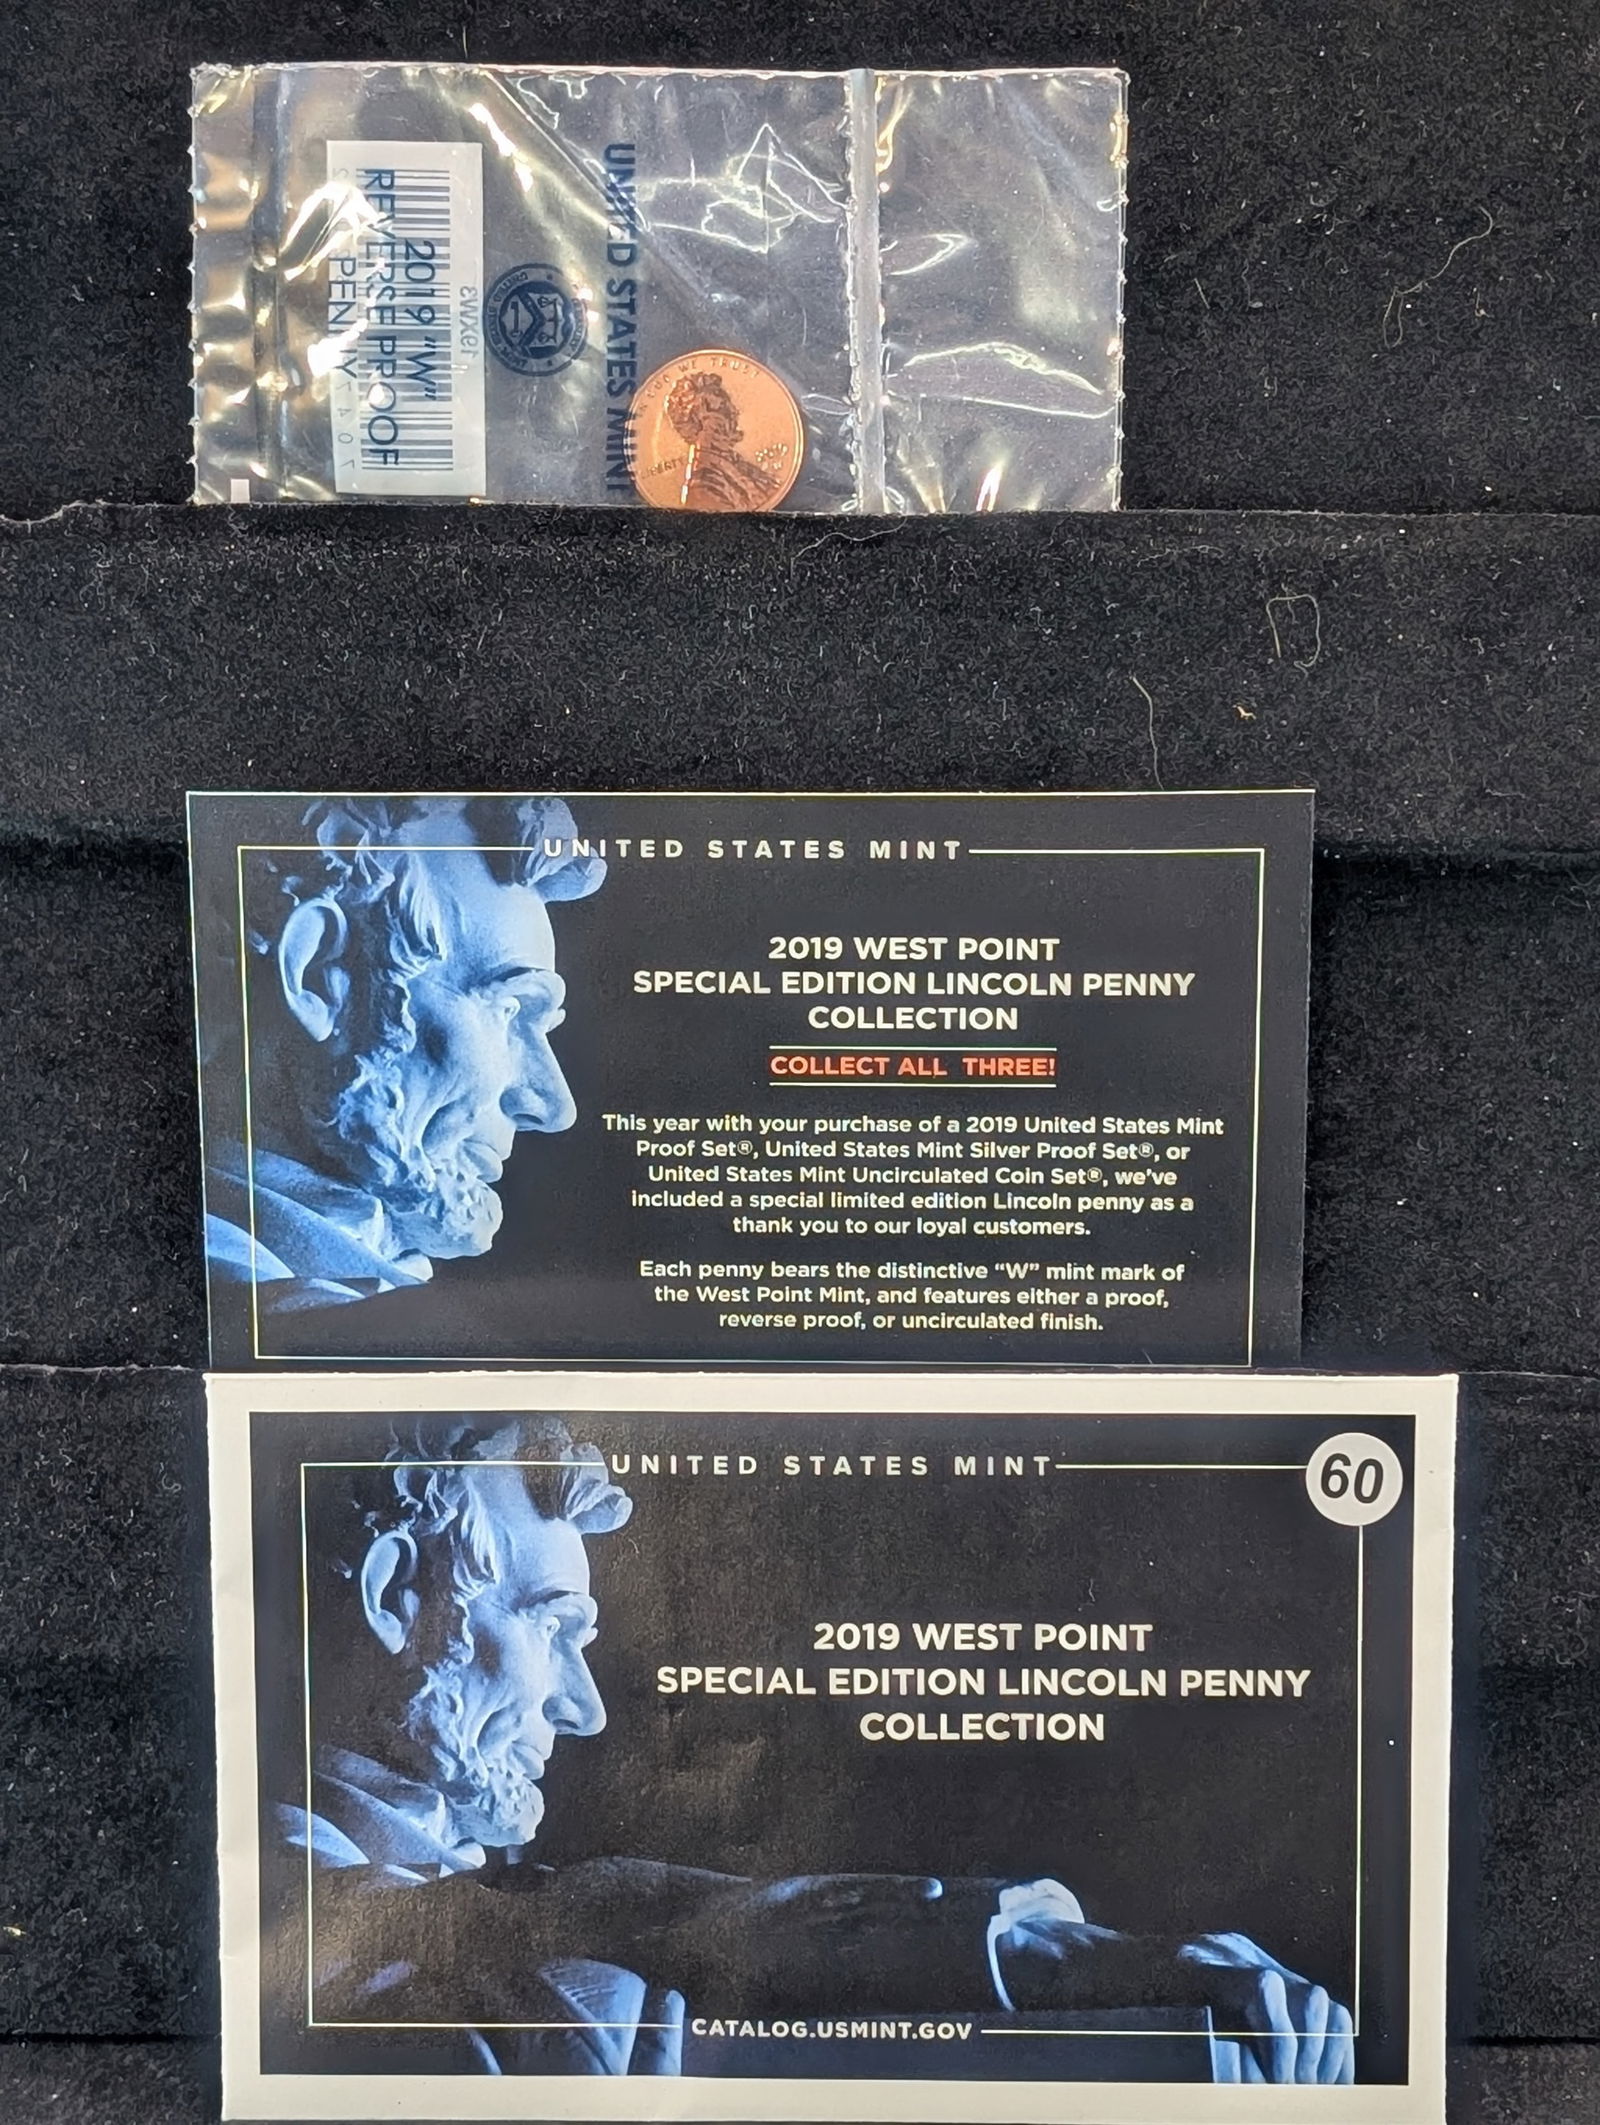 UNITED STATES MINT
2019 "W"
REVERSE PROOF
PENNY
IN GOD WE TRUST
LIBERTY
2019
W
UNITED STATES MINT
2019 WEST POINT
SPECIAL EDITION LINCOLN PENNY
COLLECTION
COLLECT ALL THREE!
This year with your purchase of a 2019 United States Mint
Proof Set®, United States Mint Silver Proof Set®, or
United States Mint Uncirculated Coin Set®, we've
included a special limited edition Lincoln penny as a
thank you to our loyal customers.
Each penny bears the distinctive “W” mint mark of
the West Point Mint, and features either a proof,
reverse proof, or uncirculated finish.
UNITED STATES MINT
60
2019 WEST POINT
SPECIAL EDITION LINCOLN PENNY
COLLECTION
CATALOG.USMINT.GOV